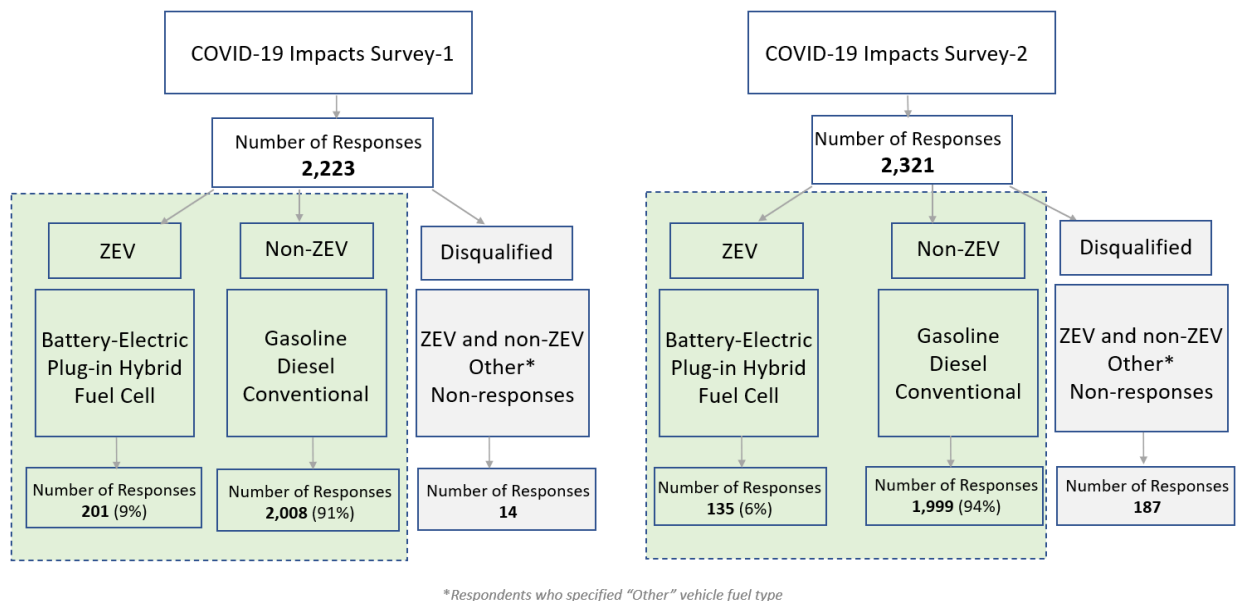 COVID-19 Impacts Survey-1
Number of Responses
2,223
ZEV
Non-ZEV
Disqualified
Battery-Electric
Plug-in Hybrid
Fuel Cell
Gasoline
Diesel
Conventional
ZEV and non-ZEV
Other*
Non-responses
Number of Responses
201 (9%)
Number of Responses
2,008 (91%)
Number of Responses
14
COVID-19 Impacts Survey-2
Number of Responses
2,321
ZEV
Non-ZEV
Disqualified
Battery-Electric
Plug-in Hybrid
Fuel Cell
Gasoline
Diesel
Conventional
ZEV and non-ZEV
Other*
Non-responses
Number of Responses
135 (6%)
Number of Responses
1,999 (94%)
Number of Responses
187
*Respondents who specified “Other” vehicle fuel type